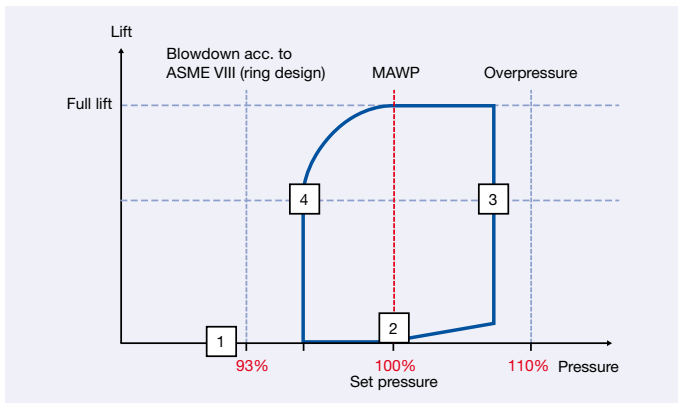 Lift
Blowdown acc. to
ASME VIII (ring design)
MAWP
Overpressure
Full lift
4
3
2
1
93%
100%
110%
Pressure
Set pressure